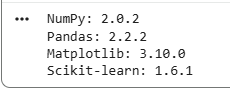 NumPy: 2.0.2
Pandas: 2.2.2
Matplotlib: 3.10.0
Scikit-learn: 1.6.1